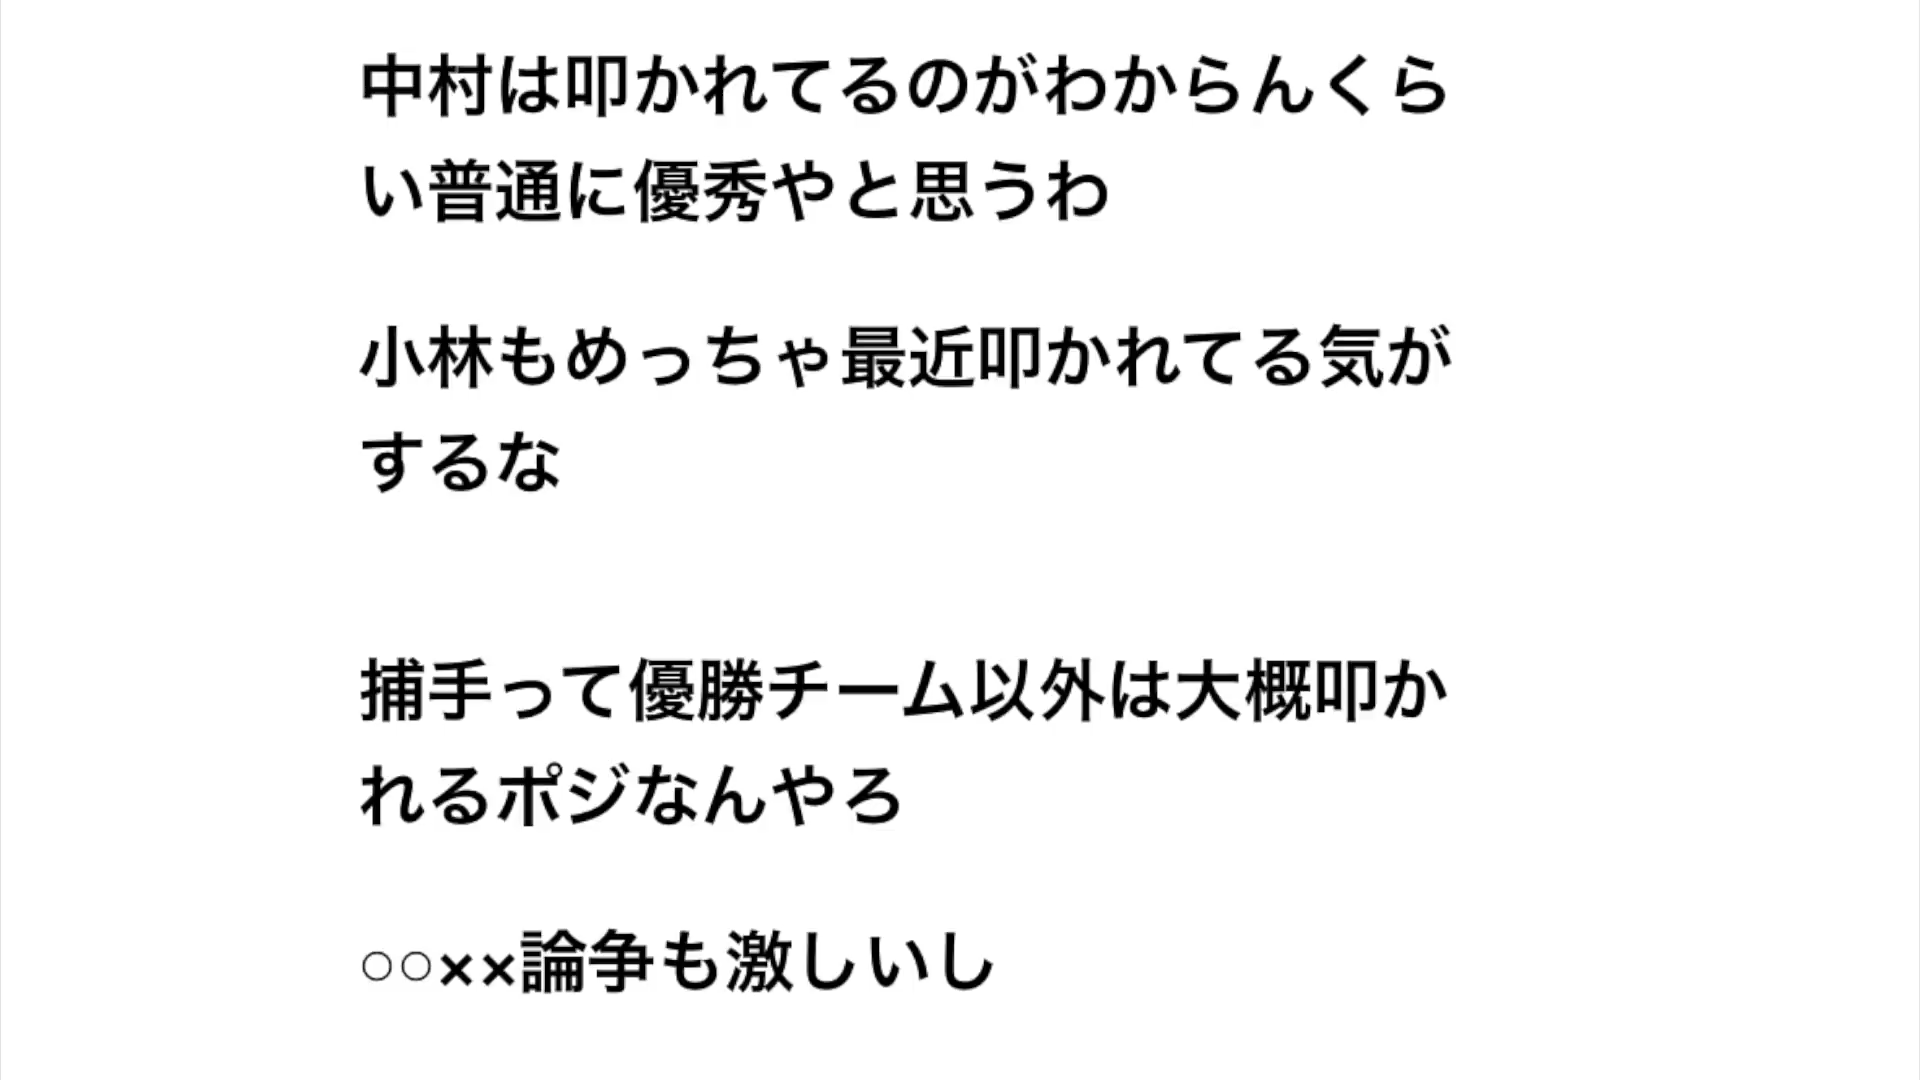 中村は叩かれてるのがわからんくら
い普通に優秀やと思うわ
小林もめっちゃ最近叩かれてる気が
するな
捕手って優勝チーム以外は大概叩か
れるポジなんやろ
○○××論争も激しいし